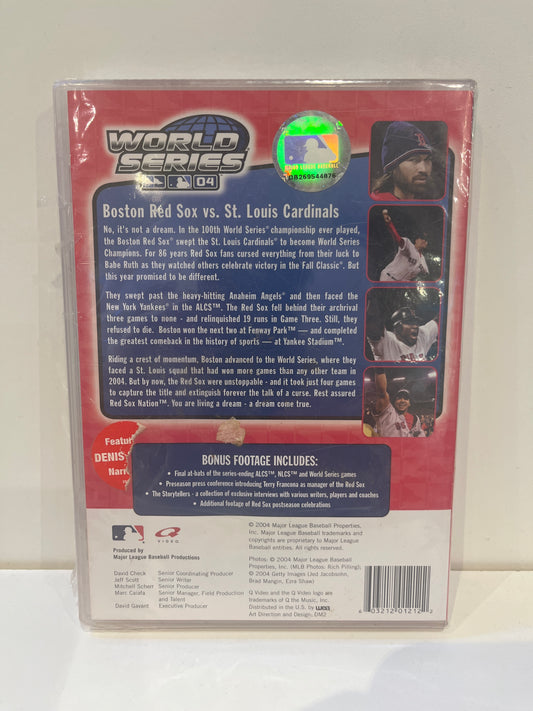 WORLD
SERIES
04
MAJOR LEAGUE BASEBALL
Boston Red Sox vs. St. Louis Cardinals
No, it's not a dream. In the 100th World Series® championship ever played,
the Boston Red Sox® swept the St. Louis Cardinals® to become World Series
Champions. For 86 years Red Sox fans cursed everything from their luck to
Babe Ruth as they watched others celebrate victory in the Fall Classic®. But
this year promised to be different.
They swept past the heavy-hitting Anaheim Angels® and then faced the
New York Yankees® in the ALCS™. The Red Sox fell behind their archrival
three games to none - and relinquished 19 runs in Game Three. Still, they
refused to die. Boston won the next two at Fenway Park™ — and completed
the greatest comeback in the history of sports — at Yankee Stadium™.
Riding a crest of momentum, Boston advanced to the World Series, where they
faced a St. Louis squad that had won more games than any other team in
2004. But by now, the Red Sox were unstoppable - and it took just four games
to capture the title and extinguish forever the talk of a curse. Rest assured
Red Sox Nation™. You are living a dream - a dream come true.
Featu
DENIS
Narr
BONUS FOOTAGE INCLUDES:
• Final at-bats of the series-ending ALCS™, NLCS™ and World Series games
• Preseason press conference introducing Terry Francona as manager of the Red Sox
• The Storytellers - a collection of exclusive interviews with various writers, players and coaches
• Additional footage of Red Sox postseason celebrations
VIDEO
Produced by
Major League Baseball Productions
David Check Senior Coordinating Producer
Jeff Scott Senior Writer
Mitchell Scherr Senior Producer
Marc Caiafa Senior Manager, Field Production
and Talent
David Gavant Executive Producer
© 2004 Major League Baseball Properties,
Inc. Major League Baseball trademarks and
copyrights are proprietary to Major League
Baseball entities. All rights reserved.
Photos: © 2004 Major League Baseball
Properties, Inc. (MLB Photos: Rich Pilling),
© 2004 Getty Images (Jed Jacobsohn,
Brad Mangin, Ezra Shaw)
Q Video and the Q Video logo are
trademarks of Q the Music, Inc.
Distributed in the U.S. by
Art Direction and Design, DM2
6 03212 01212 2